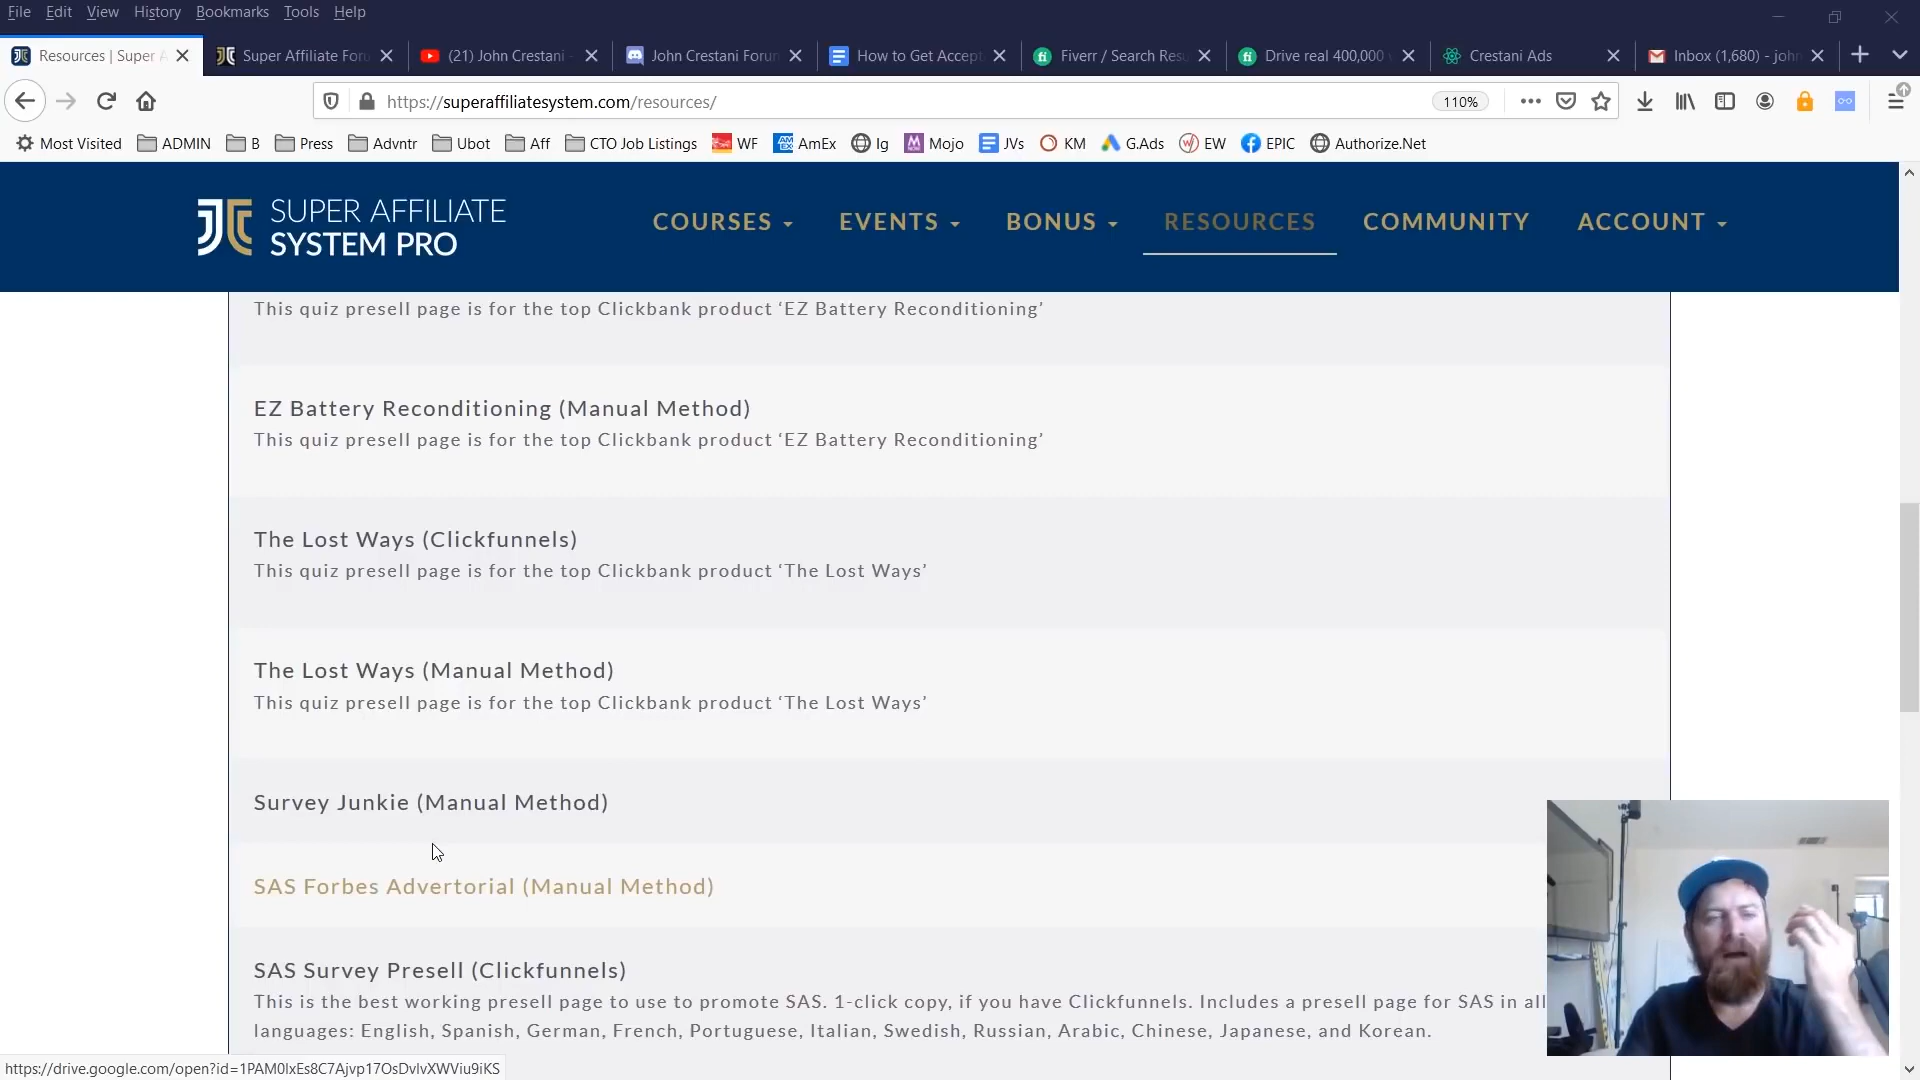 File Edit View History Bookmarks Tools Help
Resources | Super A
Super Affiliate Foru
(21) John Crestani -
John Crestani Forum
How to Get Accept
Fiverr / Search Resu
Drive real 400,000
Crestani Ads
Inbox (1,680) - john
https://superaffiliatesystem.com/resources/
110%
Most Visited ADMIN B Press Advntr Ubot Aff CTO Job Listings WF AmEx Ig Mojo JVs KM G.Ads EW EPIC Authorize.Net
SUPER AFFILIATE
SYSTEM PRO
COURSES EVENTS BONUS RESOURCES COMMUNITY ACCOUNT
This quiz presell page is for the top Clickbank product ‘EZ Battery Reconditioning’
EZ Battery Reconditioning (Manual Method)
This quiz presell page is for the top Clickbank product ‘EZ Battery Reconditioning’
The Lost Ways (Clickfunnels)
This quiz presell page is for the top Clickbank product ‘The Lost Ways’
The Lost Ways (Manual Method)
This quiz presell page is for the top Clickbank product ‘The Lost Ways’
Survey Junkie (Manual Method)
SAS Forbes Advertorial (Manual Method)
SAS Survey Presell (Clickfunnels)
This is the best working presell page to use to promote SAS. 1-click copy, if you have Clickfunnels. Includes a presell page for SAS in all
languages: English, Spanish, German, French, Portuguese, Italian, Swedish, Russian, Arabic, Chinese, Japanese, and Korean.
https://drive.google.com/open?id=1PAM0lxEs8C7Ajvp17OsDvlvXWViu9iKS